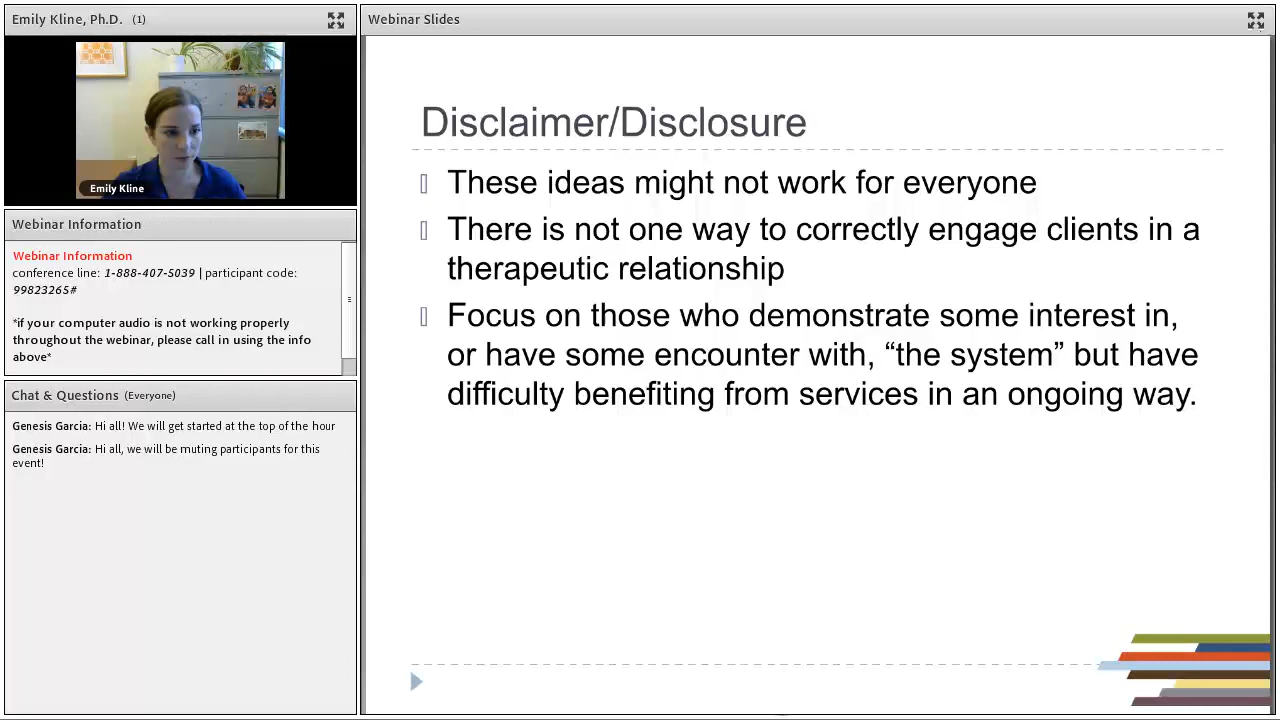 Emily Kline, Ph.D. (1)
Emily Kline
Webinar Information
Webinar Information
conference line: 1-888-407-5039 | participant code:
99823265#
*if your computer audio is not working properly
throughout the webinar, please call in using the info
above*
Chat & Questions (Everyone)
Genesis Garcia: Hi all! We will get started at the top of the hour
Genesis Garcia: Hi all, we will be muting participants for this
event!
Webinar Slides
Disclaimer/Disclosure
These ideas might not work for everyone
There is not one way to correctly engage clients in a
therapeutic relationship
Focus on those who demonstrate some interest in,
or have some encounter with, “the system” but have
difficulty benefiting from services in an ongoing way.